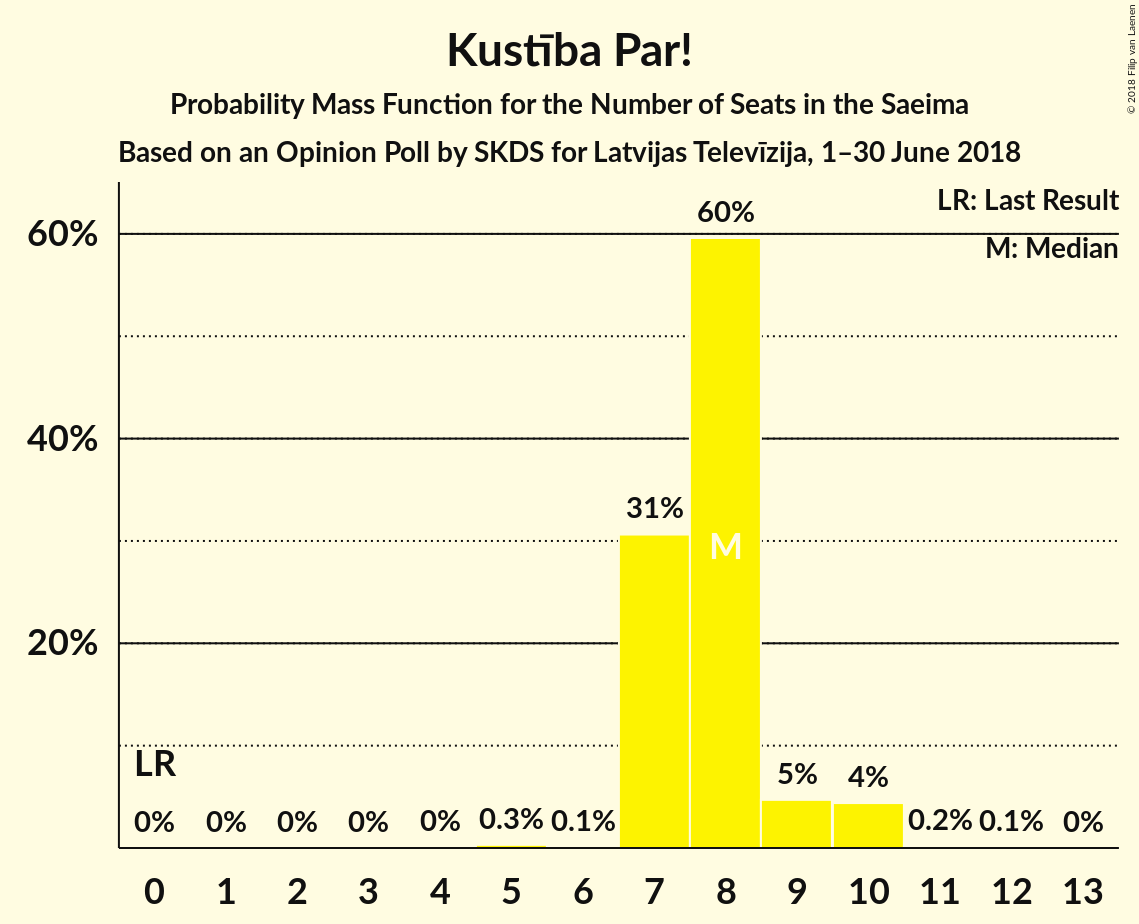 Kustība Par!
Probability Mass Function for the Number of Seats in the Saeima
Based on an Opinion Poll by SKDS for Latvijas Televīzija, 1–30 June 2018
© 2018 Filip van Laenen
LR: Last Result
M: Median
60%
40%
20%
LR
0% 0% 0% 0% 0% 0.3% 0.1% 31% 60% 5% 4% 0.2% 0.1% 0%
M
0 1 2 3 4 5 6 7 8 9 10 11 12 13